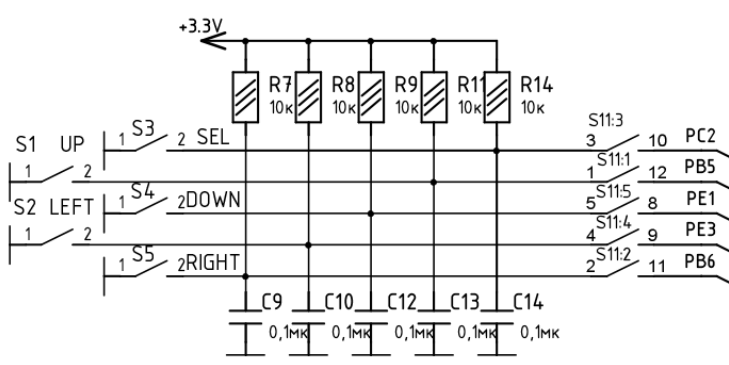 +3.3V
R7 R8 R9 R11 R14
10к 10к 10к 10к 10к
S11:3
S1 UP 1 S3 2 SEL 3 10 PC2
1 2 1 S11:1 12 PB5
S2 LEFT 1 S4 2 DOWN 5 S11:5 8 PE1
1 2 4 S11:4 9 PE3
1 S5 2 RIGHT 2 S11:2 11 PB6
C9 C10 C12 C13 C14
0,1мк 0,1мк 0,1мк 0,1мк 0,1мк